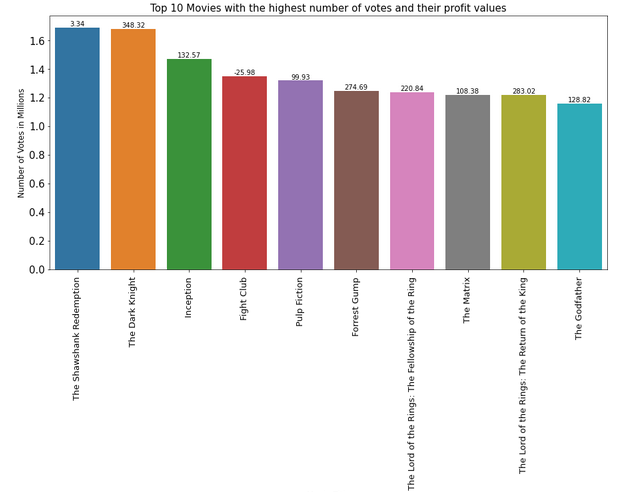 Top 10 Movies with the highest number of votes and their profit values
Number of Votes in Millions
1.6
1.4
1.2
1.0
0.8
0.6
0.4
0.2
0.0
3.34
348.32
132.57
-25.98
99.93
274.69
220.84
108.38
283.02
128.82
The Shawshank Redemption
The Dark Knight
Inception
Fight Club
Pulp Fiction
Forrest Gump
The Lord of the Rings: The Fellowship of the Ring
The Matrix
The Lord of the Rings: The Return of the King
The Godfather